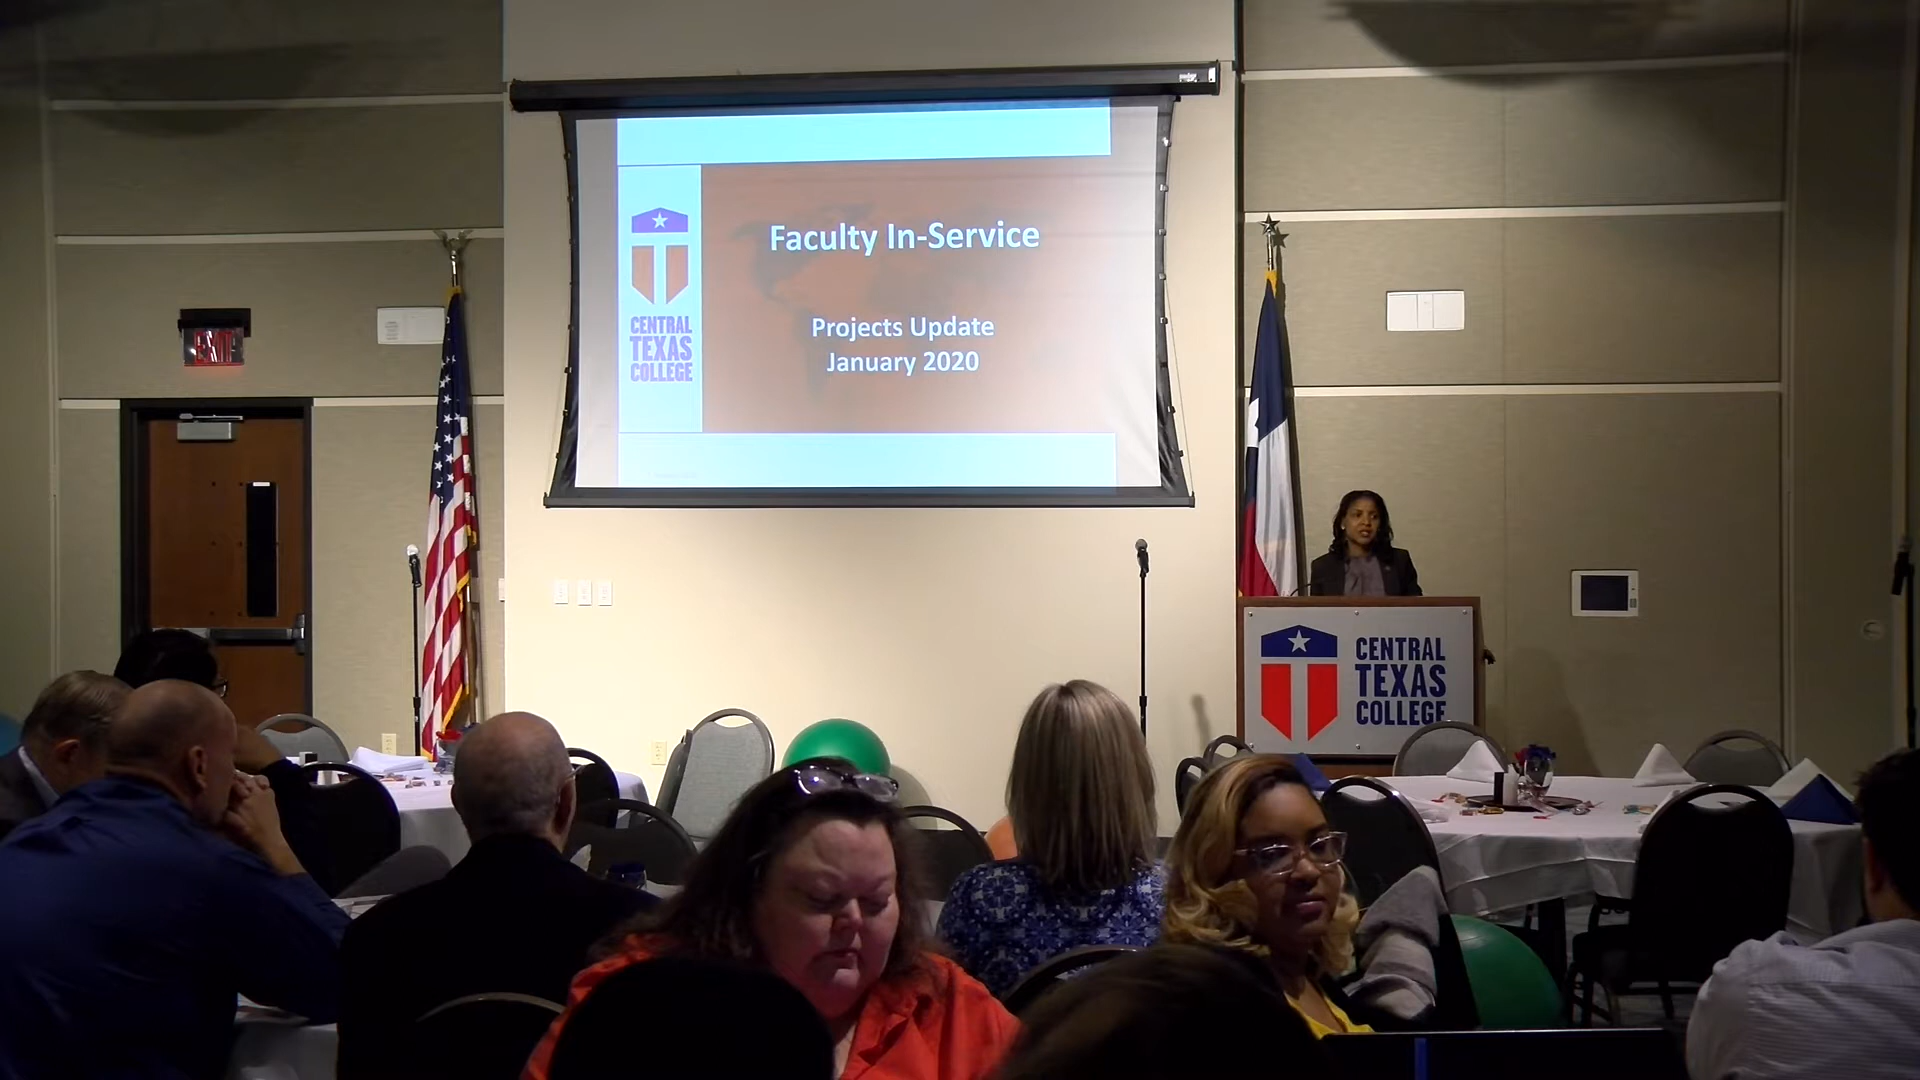 Faculty In-Service
Projects Update
January 2020
CENTRAL
TEXAS
COLLEGE
EXIT
CENTRAL
TEXAS
COLLEGE